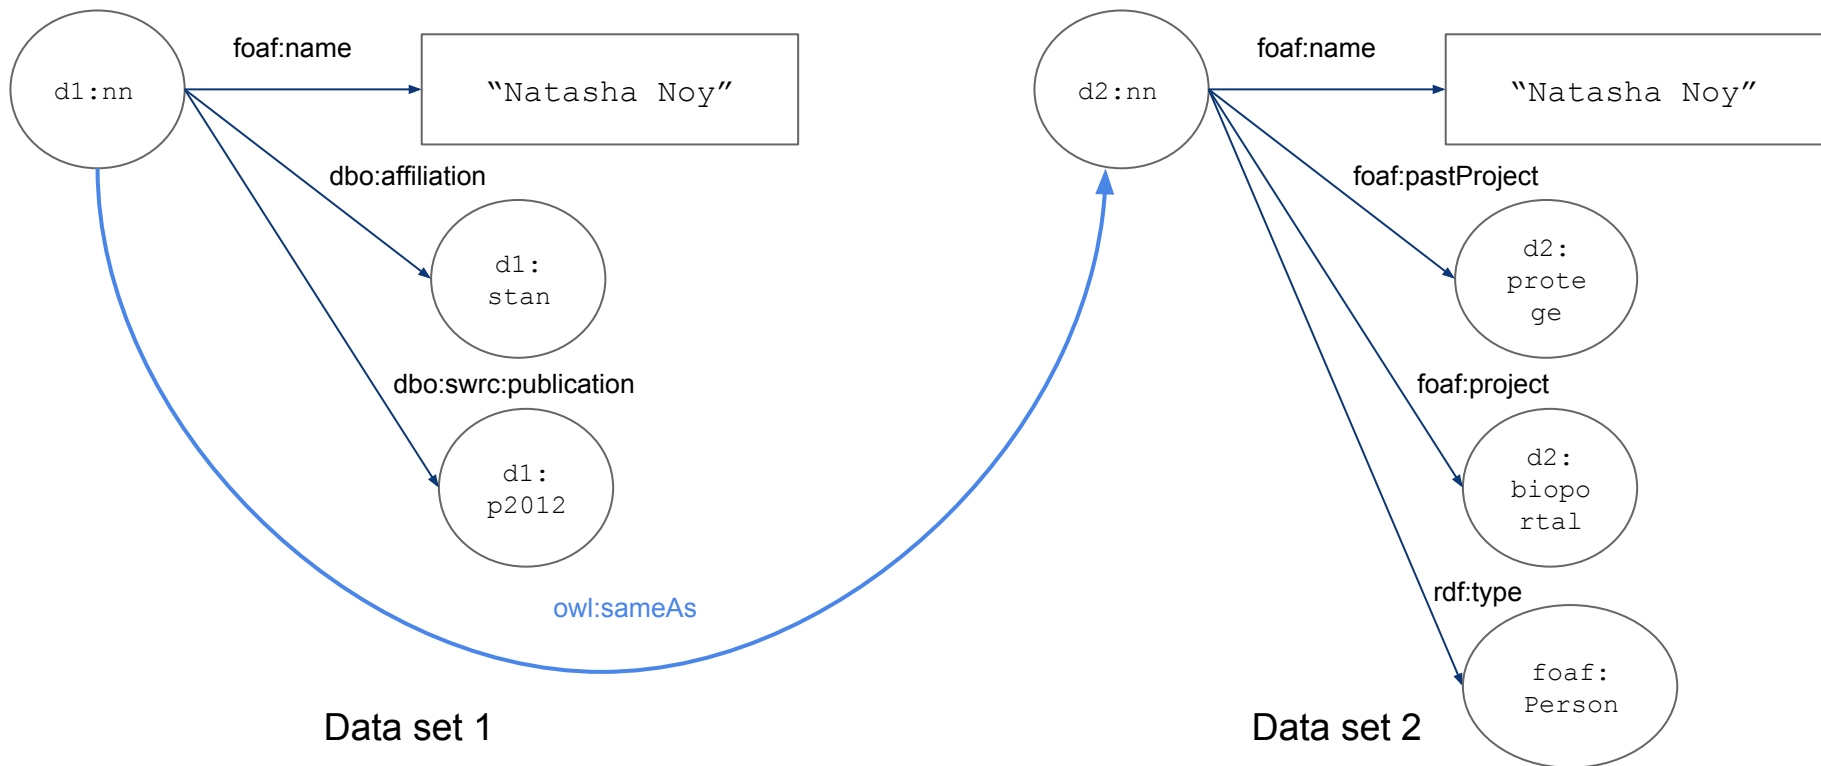 foaf:name
d1:nn
“Natasha Noy”
dbo:affiliation
d1:
stan
dbo:swrc:publication
d1:
p2012
owl:sameAs
Data set 1
foaf:name
d2:nn
“Natasha Noy”
foaf:pastProject
d2:
prote
ge
foaf:project
d2:
biopo
rtal
rdf:type
foaf:
Person
Data set 2